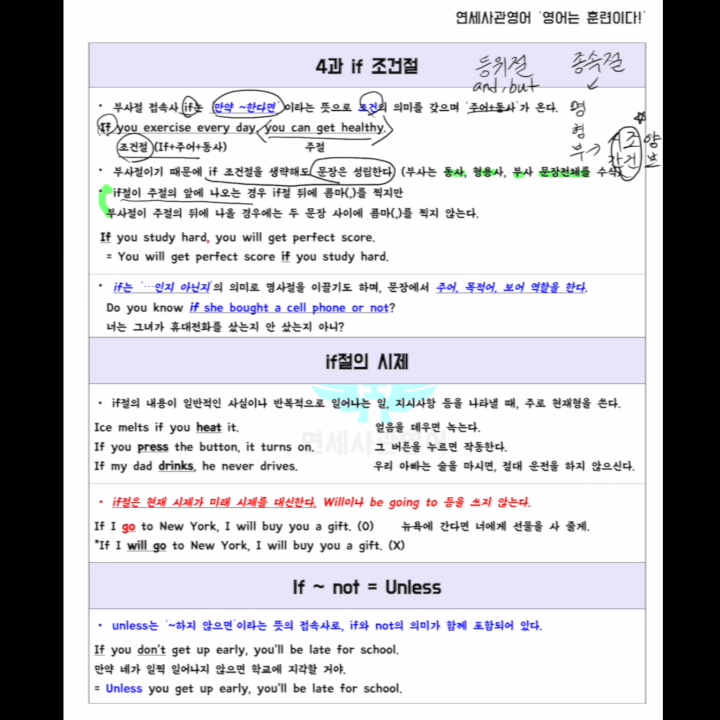 연세사관영어 '영어는 훈련이다!'
4과 if 조건절
등위절
and, but
종속절
• 부사절 접속사 if는 '만약 ~한다면'이라는 뜻으로 조건의 의미를 갖으며 '주어+동사'가 온다.
명
If you exercise every day, you can get healthy.
형
조건절 (If+주어+동사) 주절
부→ 시 조 양
간 건 보
• 부사절이기 때문에 if 조건절을 생략해도 문장은 성립한다. (부사는 동사, 형용사, 부사 문장전체를 수식)
• if절이 주절의 앞에 나오는 경우 if절 뒤에 콤마(,)를 찍지만
부사절이 주절의 뒤에 나올 경우에는 두 문장 사이에 콤마(,)를 찍지 않는다.
If you study hard, you will get perfect score.
= You will get perfect score if you study hard.
• if는 '…인지 아닌지'의 의미로 명사절을 이끌기도 하며, 문장에서 주어, 목적어, 보어 역할을 한다.
Do you know if she bought a cell phone or not?
너는 그녀가 휴대전화를 샀는지 안 샀는지 아니?
if절의 시제
• if절의 내용이 일반적인 사실이나 반복적으로 일어나는 일, 지시사항 등을 나타낼 때, 주로 현재형을 쓴다.
Ice melts if you heat it. 얼음을 데우면 녹는다.
If you press the button, it turns on. 그 버튼을 누르면 작동한다.
If my dad drinks, he never drives. 우리 아빠는 술을 마시면, 절대 운전을 하지 않으신다.
연세사관영어
• if절은 현재 시제가 미래 시제를 대신한다. Will이나 be going to 등을 쓰지 않는다.
If I go to New York, I will buy you a gift. (O) 뉴욕에 간다면 너에게 선물을 사 줄게.
*If I will go to New York, I will buy you a gift. (X)
If ~ not = Unless
• unless는 '~하지 않으면'이라는 뜻의 접속사로, if와 not의 의미가 함께 포함되어 있다.
If you don't get up early, you'll be late for school.
만약 네가 일찍 일어나지 않으면 학교에 지각할 거야.
= Unless you get up early, you'll be late for school.